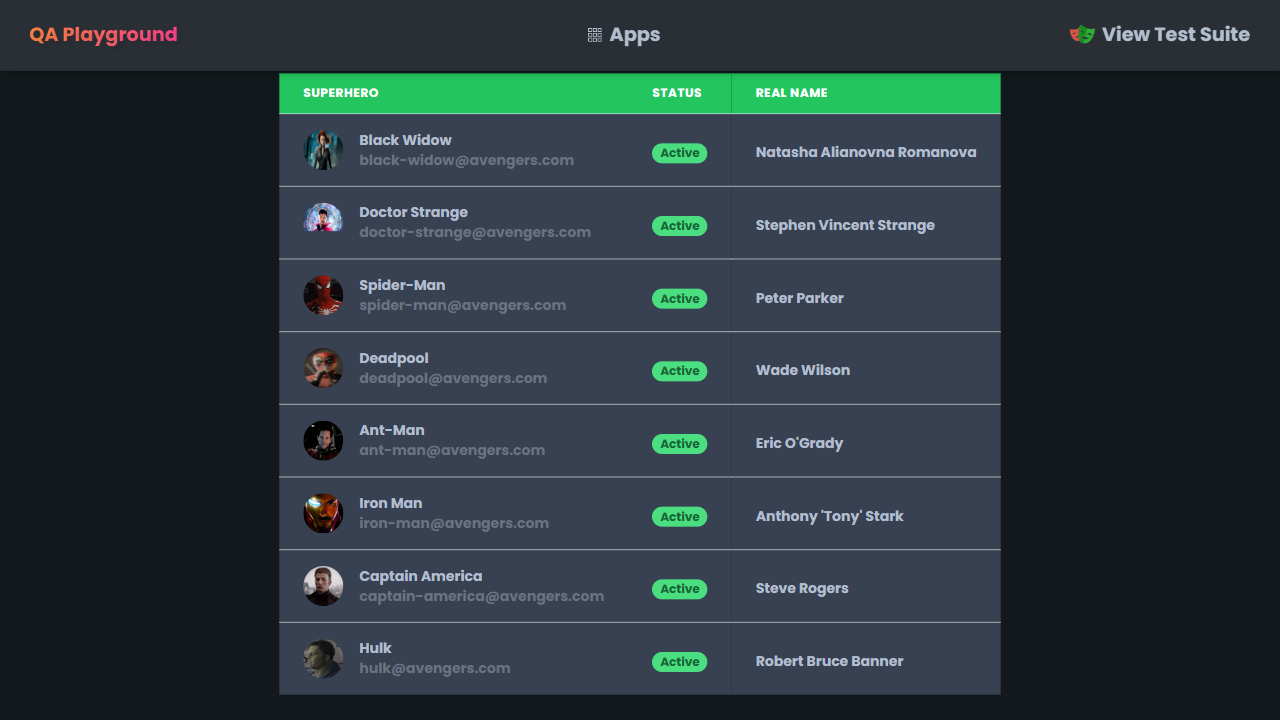 QA Playground
Apps
View Test Suite
SUPERHERO STATUS REAL NAME
Black Widow
black-widow@avengers.com
Active
Natasha Alianovna Romanova
Doctor Strange
doctor-strange@avengers.com
Active
Stephen Vincent Strange
Spider-Man
spider-man@avengers.com
Active
Peter Parker
Deadpool
deadpool@avengers.com
Active
Wade Wilson
Ant-Man
ant-man@avengers.com
Active
Eric O'Grady
Iron Man
iron-man@avengers.com
Active
Anthony 'Tony' Stark
Captain America
captain-america@avengers.com
Active
Steve Rogers
Hulk
hulk@avengers.com
Active
Robert Bruce Banner